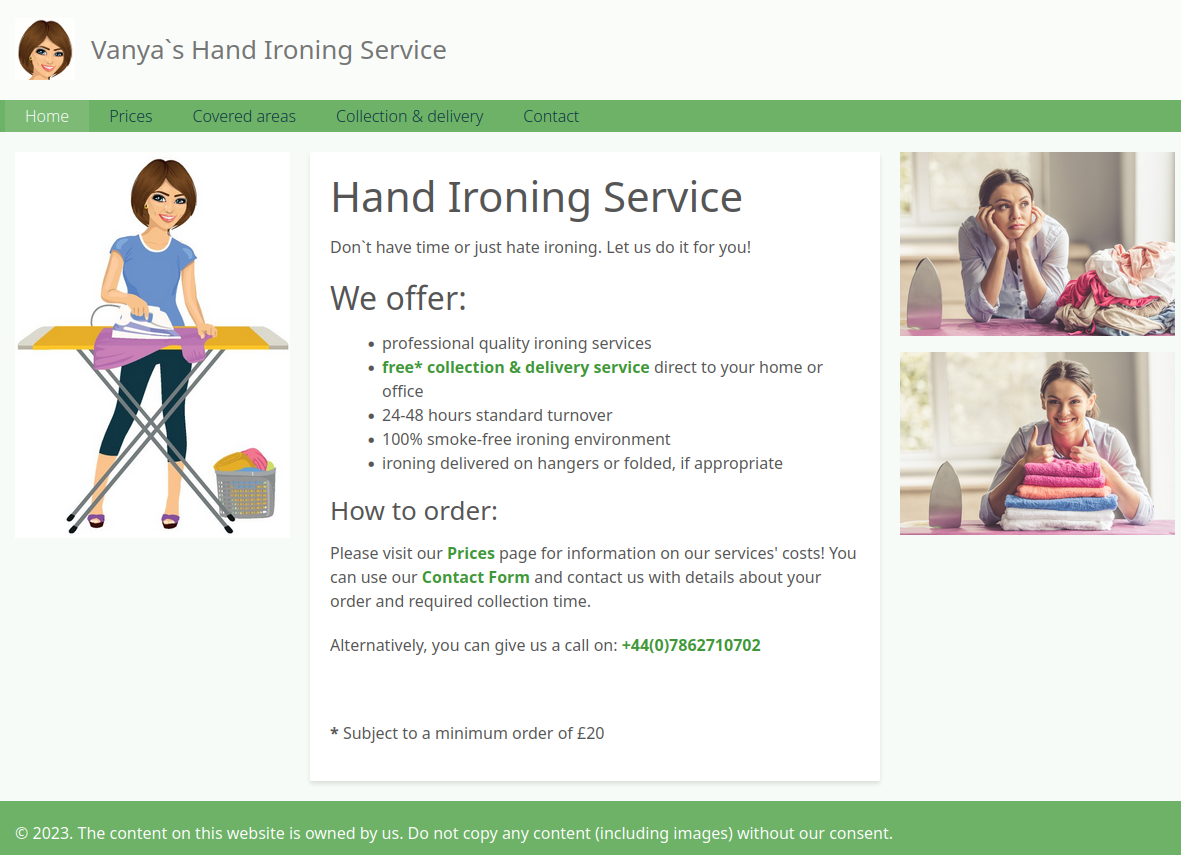 Vanya`s Hand Ironing Service
Home Prices Covered areas Collection & delivery Contact
Hand Ironing Service
Don`t have time or just hate ironing. Let us do it for you!
We offer:
• professional quality ironing services
• free* collection & delivery service direct to your home or
office
• 24-48 hours standard turnover
• 100% smoke-free ironing environment
• ironing delivered on hangers or folded, if appropriate
How to order:
Please visit our Prices page for information on our services' costs! You
can use our Contact Form and contact us with details about your
order and required collection time.
Alternatively, you can give us a call on: +44(0)7862710702
* Subject to a minimum order of £20
© 2023. The content on this website is owned by us. Do not copy any content (including images) without our consent.